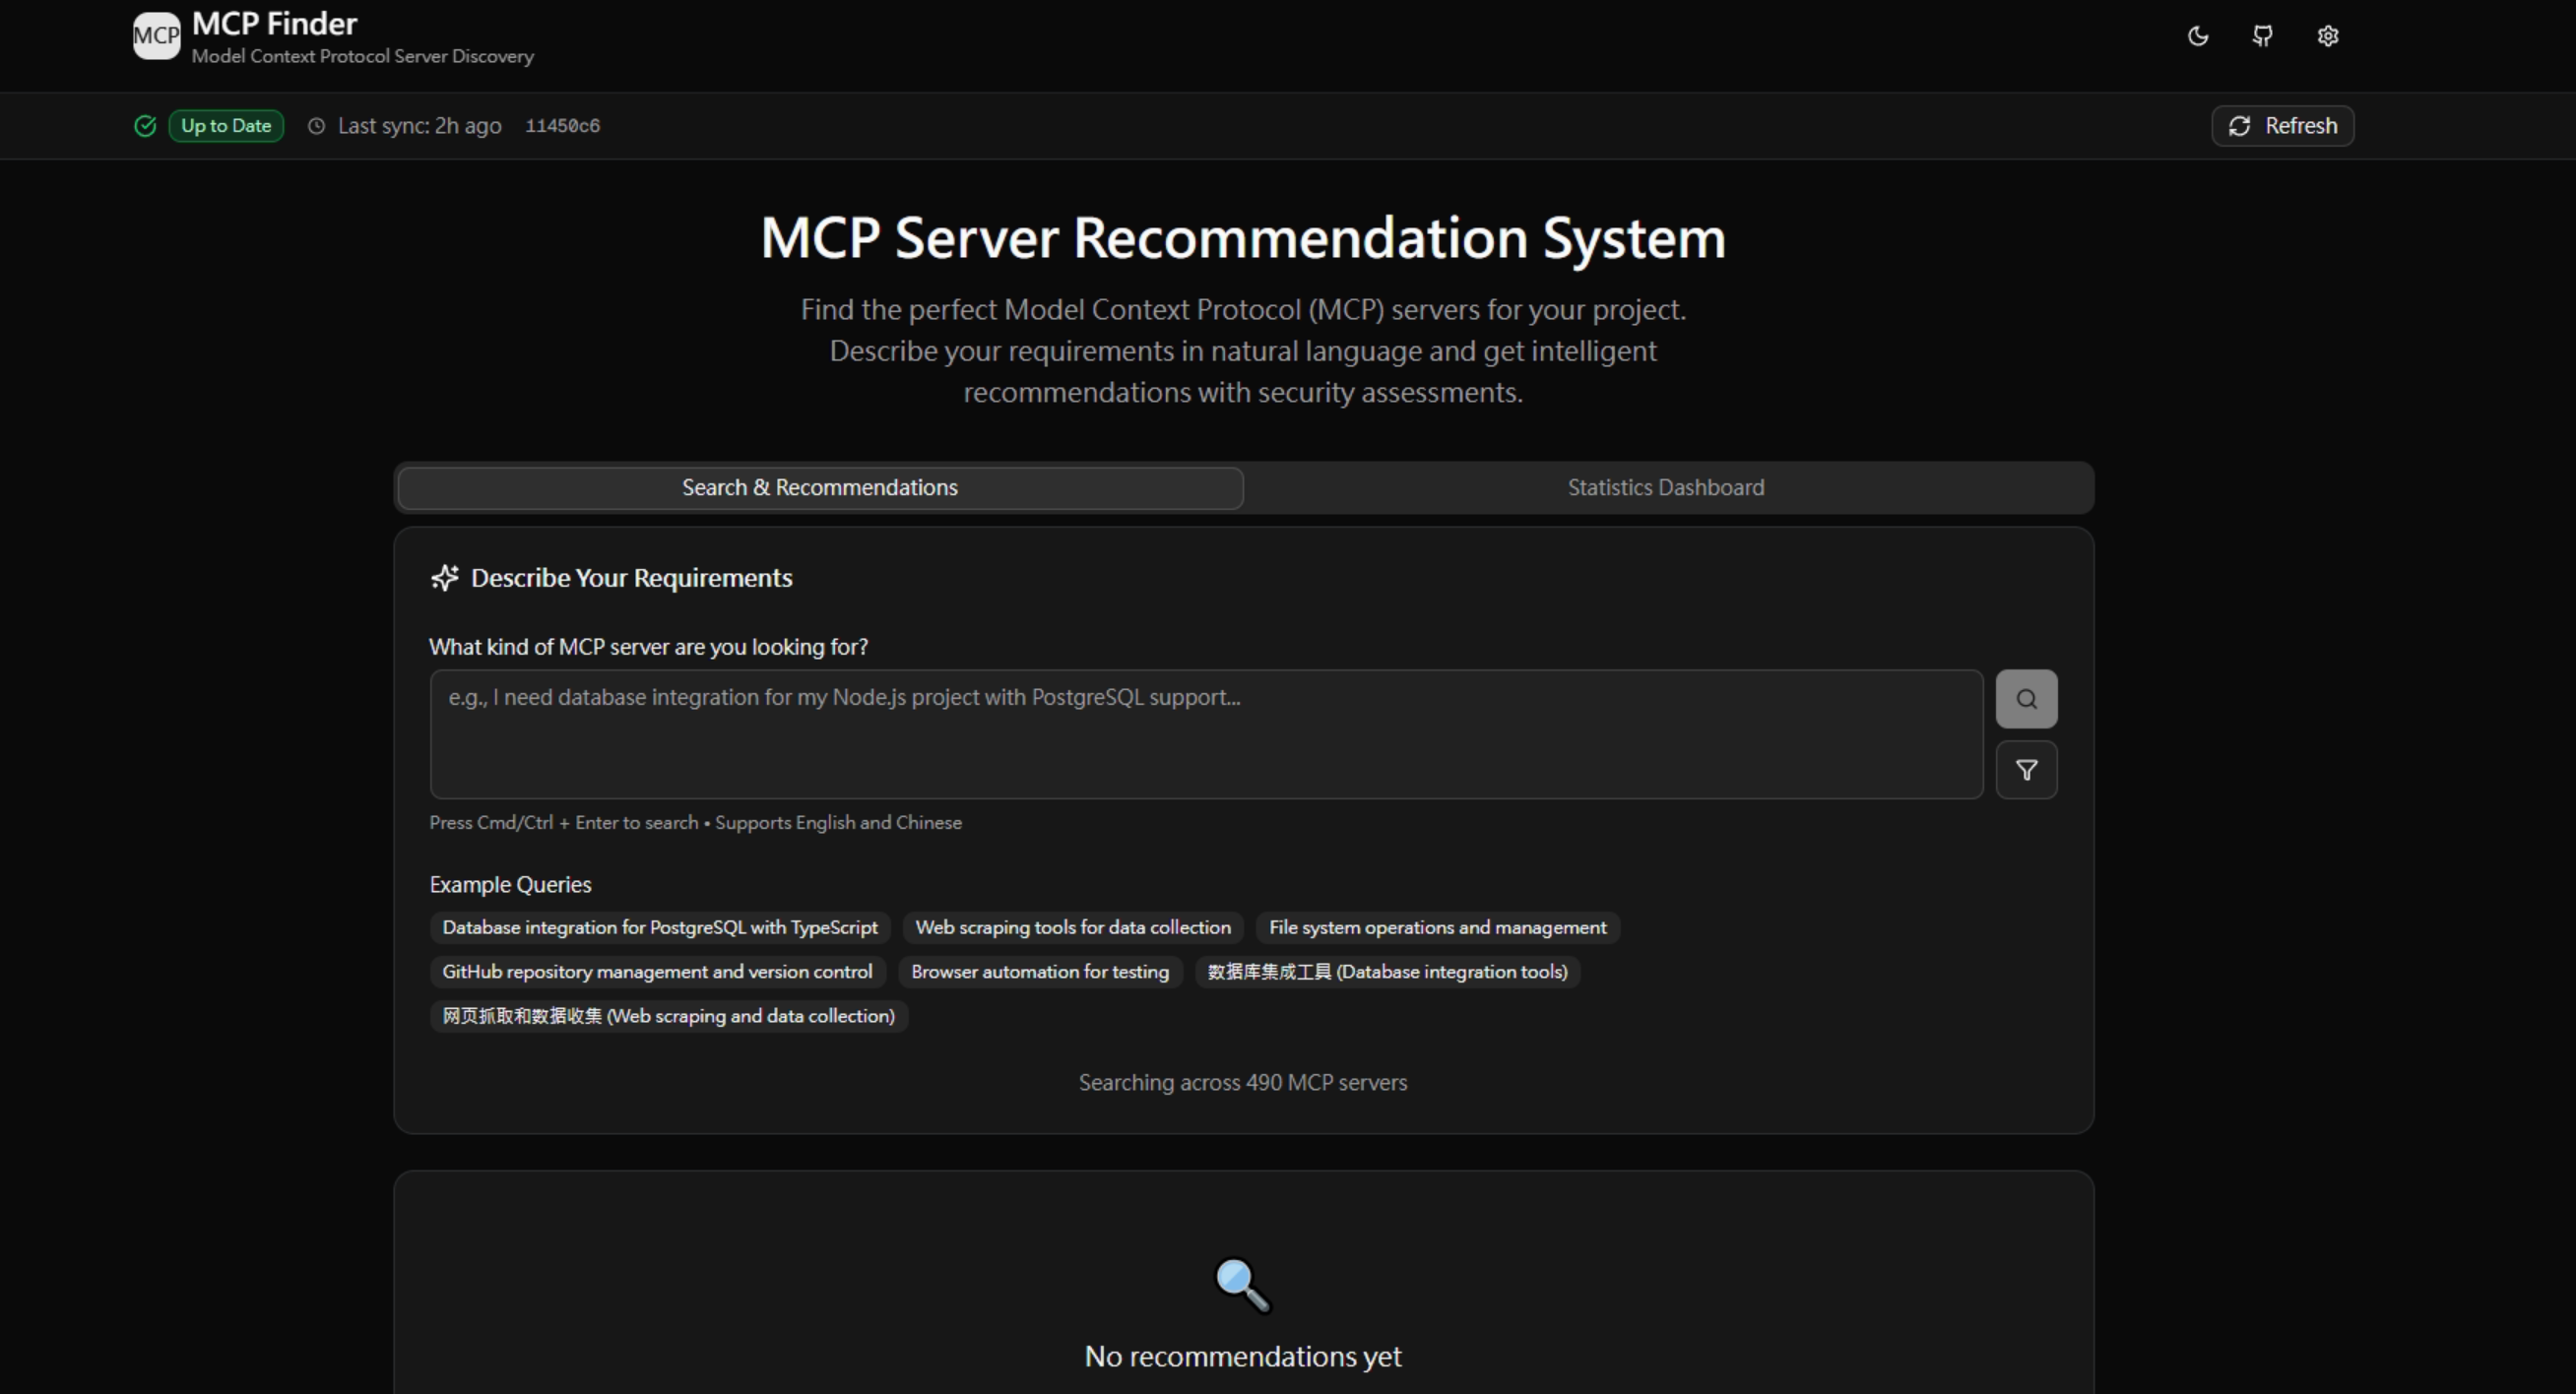 MCP
MCP Finder
Model Context Protocol Server Discovery
Up to Date
Last sync: 2h ago
11450c6
Refresh
MCP Server Recommendation System
Find the perfect Model Context Protocol (MCP) servers for your project.
Describe your requirements in natural language and get intelligent
recommendations with security assessments.
Search & Recommendations
Statistics Dashboard
Describe Your Requirements
What kind of MCP server are you looking for?
e.g., I need database integration for my Node.js project with PostgreSQL support...
Press Cmd/Ctrl + Enter to search • Supports English and Chinese
Example Queries
Database integration for PostgreSQL with TypeScript
Web scraping tools for data collection
File system operations and management
GitHub repository management and version control
Browser automation for testing
数据库集成工具 (Database integration tools)
网页抓取和数据收集 (Web scraping and data collection)
Searching across 490 MCP servers
No recommendations yet